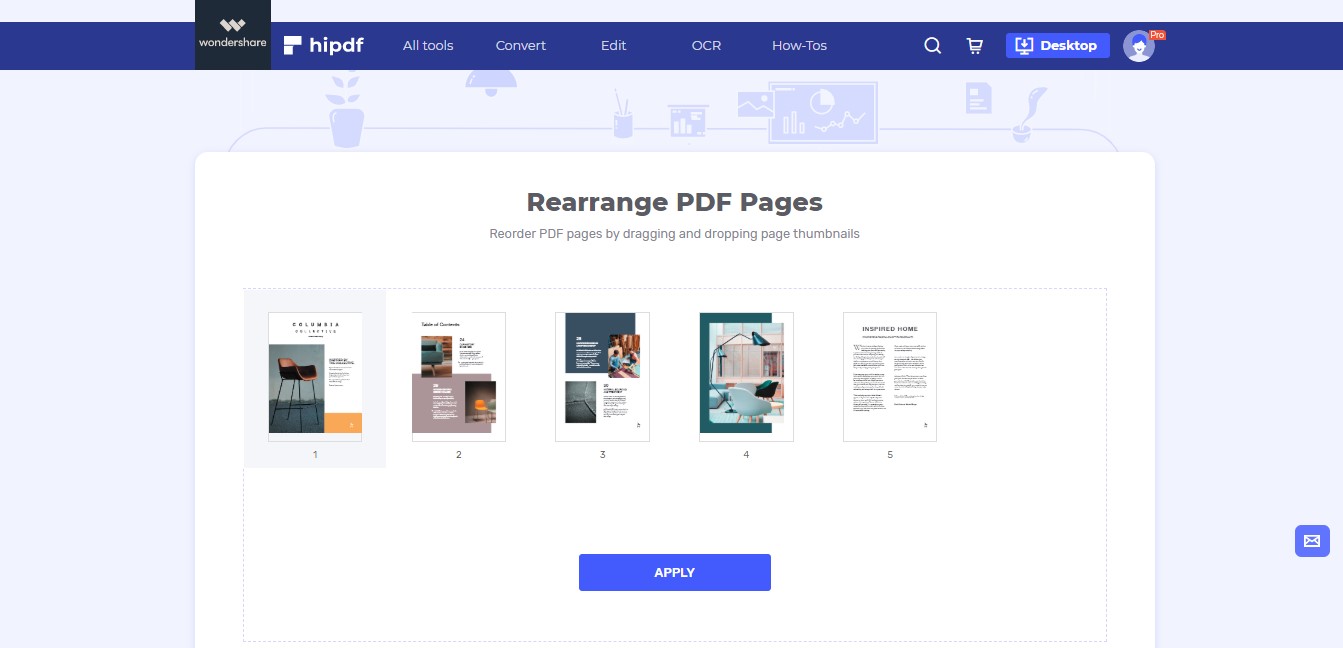 wondershare
hipdf
All tools
Convert
Edit
OCR
How-Tos
Desktop
Pro
Rearrange PDF Pages
Reorder PDF pages by dragging and dropping page thumbnails
COLUMBIA
COLLECTIVE
Table of Contents
INSPIRED HOME
1
2
3
4
5
APPLY